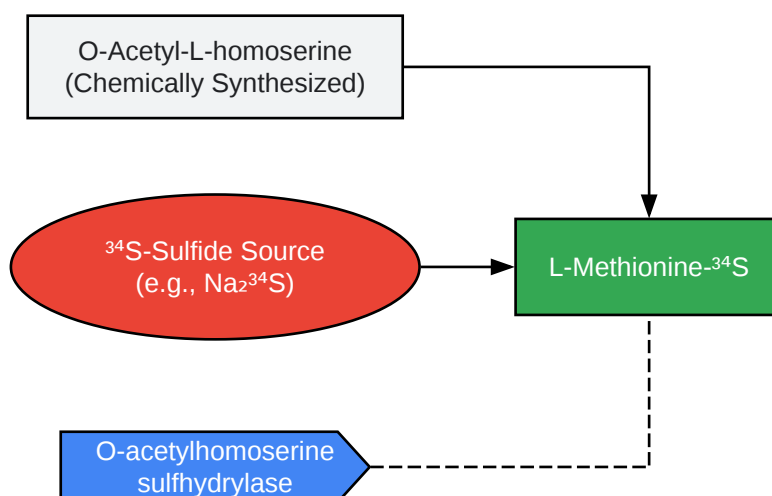 O-Acetyl-L-homoserine
(Chemically Synthesized)
³⁴S-Sulfide Source
(e.g., Na₂³⁴S)
L-Methionine-³⁴S
O-acetylhomoserine
sulfhydrylase